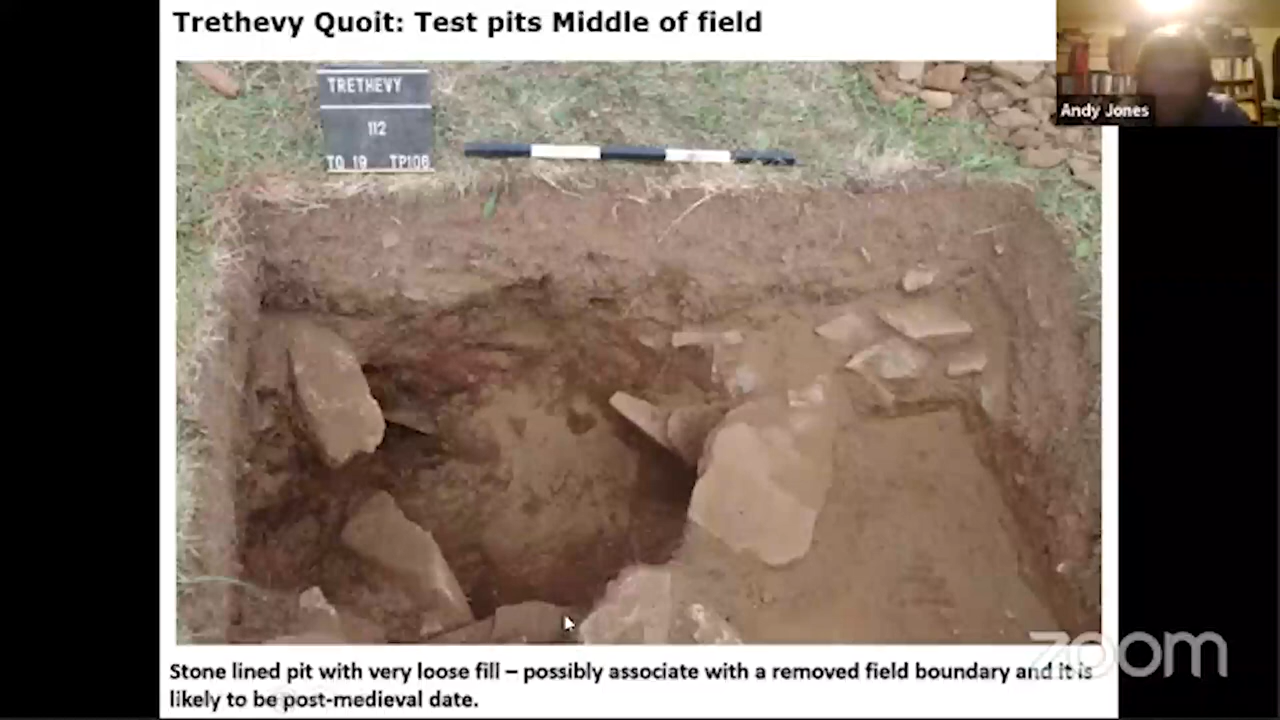 Trethevy Quoit: Test pits Middle of field
Andy Jones
TRETHEVY
112
TQ 19 TP106
zoom
Stone lined pit with very loose fill – possibly associate with a removed field boundary and it is
likely to be post-medieval date.